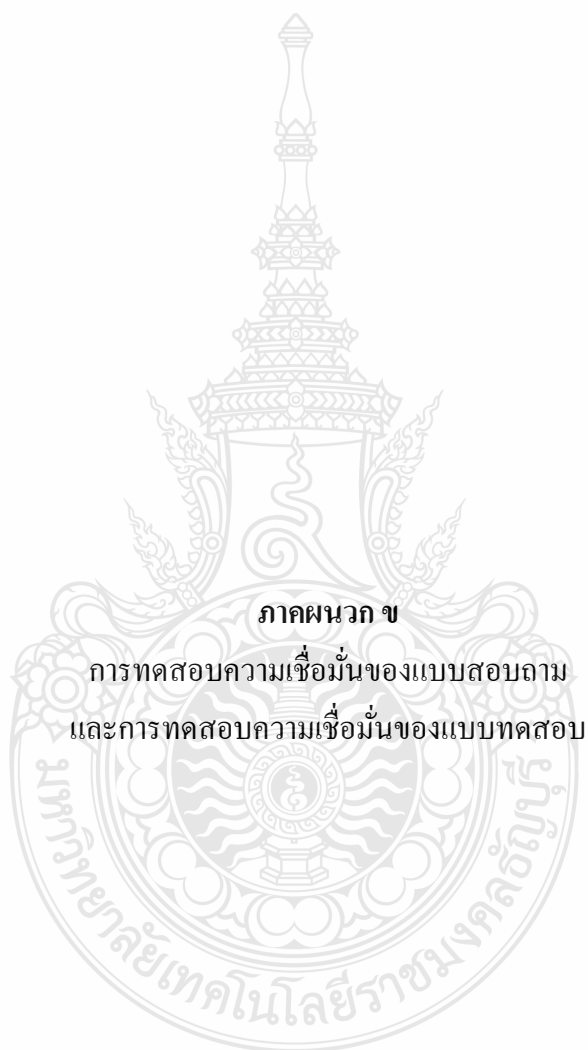 ภาคผนวก ข
การทดสอบความเชื่อมั่นของแบบสอบถาม
และการทดสอบความเชื่อมั่นของแบบทดสอบ
มหาวิทยาลัยเทคโนโลยีราชมงคลธัญบุรี